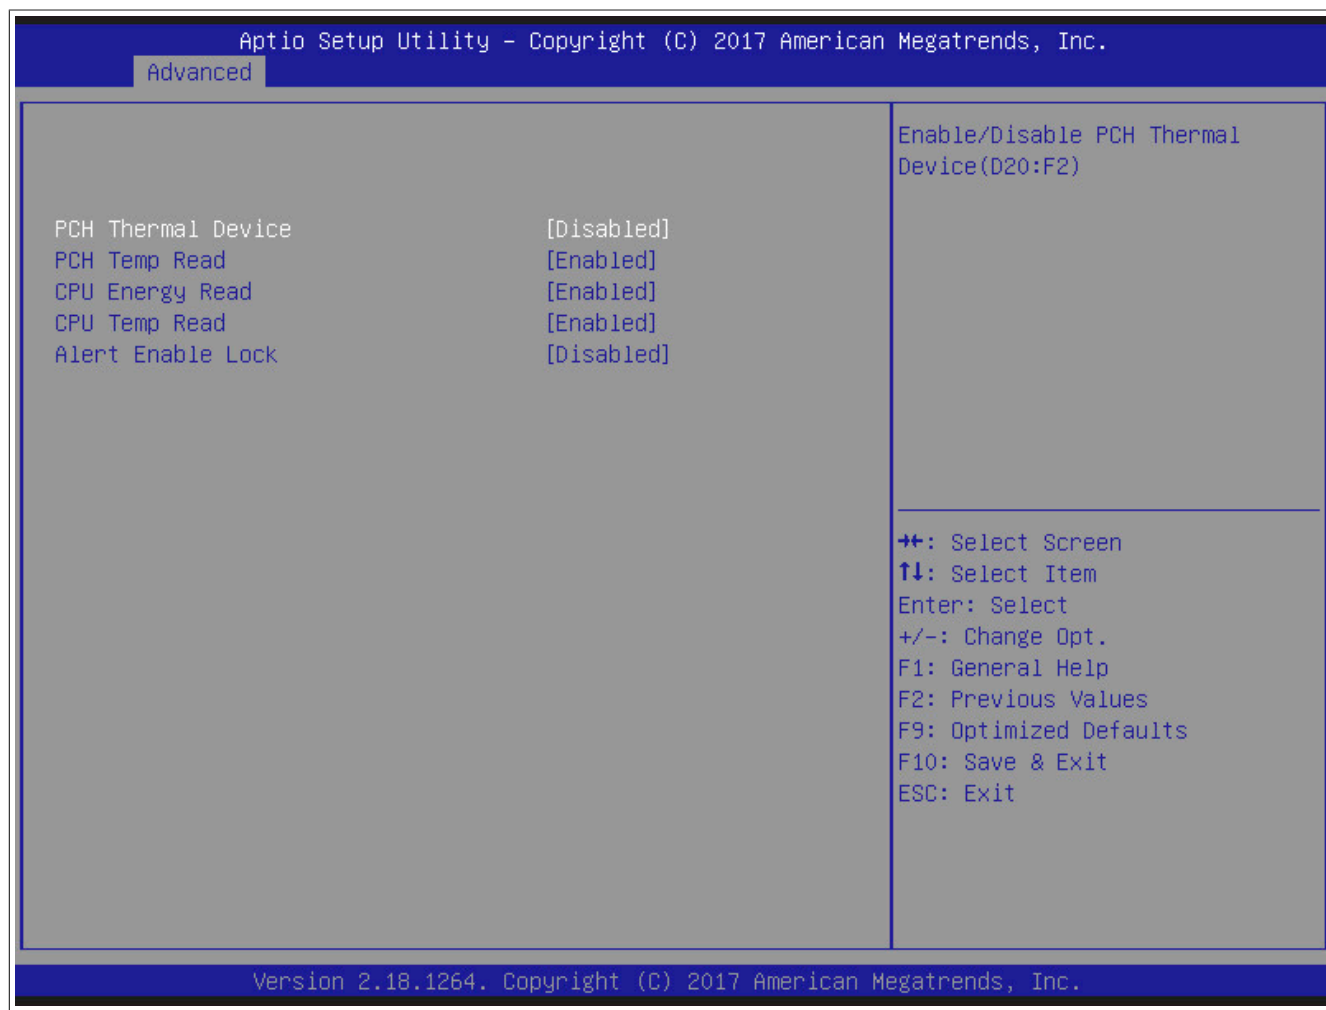 Aptio Setup Utility – Copyright (C) 2017 American Megatrends, Inc.
Advanced
PCH Thermal Device [Disabled]
PCH Temp Read [Enabled]
CPU Energy Read [Enabled]
CPU Temp Read [Enabled]
Alert Enable Lock [Disabled]
Enable/Disable PCH Thermal
Device(D20:F2)
→←: Select Screen
↑↓: Select Item
Enter: Select
+/-: Change Opt.
F1: General Help
F2: Previous Values
F9: Optimized Defaults
F10: Save & Exit
ESC: Exit
Version 2.18.1264. Copyright (C) 2017 American Megatrends, Inc.